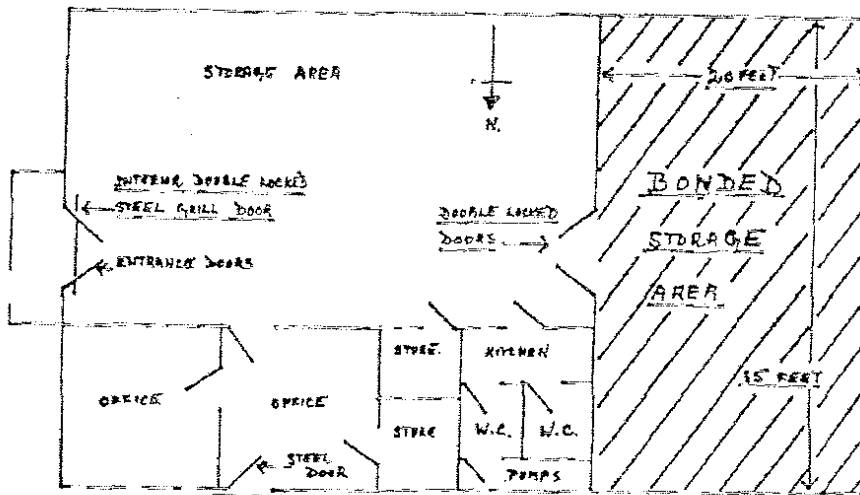 STORAGE AREA
N.
20 FEET
INTERNAL DOUBLE LOCKED
STEEL GRILL DOOR
ENTRANCE DOORS
DOUBLE LOCKED
DOORS
BONDED
STORAGE
AREA
35 FEET
STORE.
KITCHEN
OFFICE
OFFICE
STORE
W.C.
W.C.
STEEL
DOOR
PUMPS